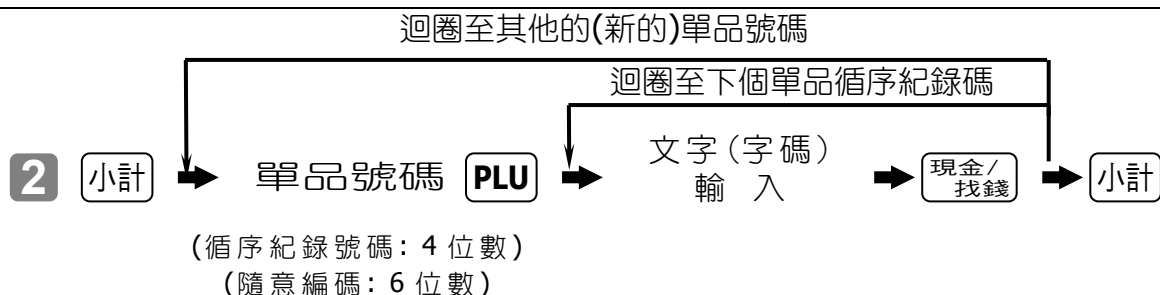 迴圈至其他的(新的)單品號碼
迴圈至下個單品循序紀錄碼
2 小計 單品號碼 PLU 文字(字碼) 輸 入 現金/ 找錢 小計
(循序紀錄號碼: 4 位數)
(隨意編碼: 6 位數)